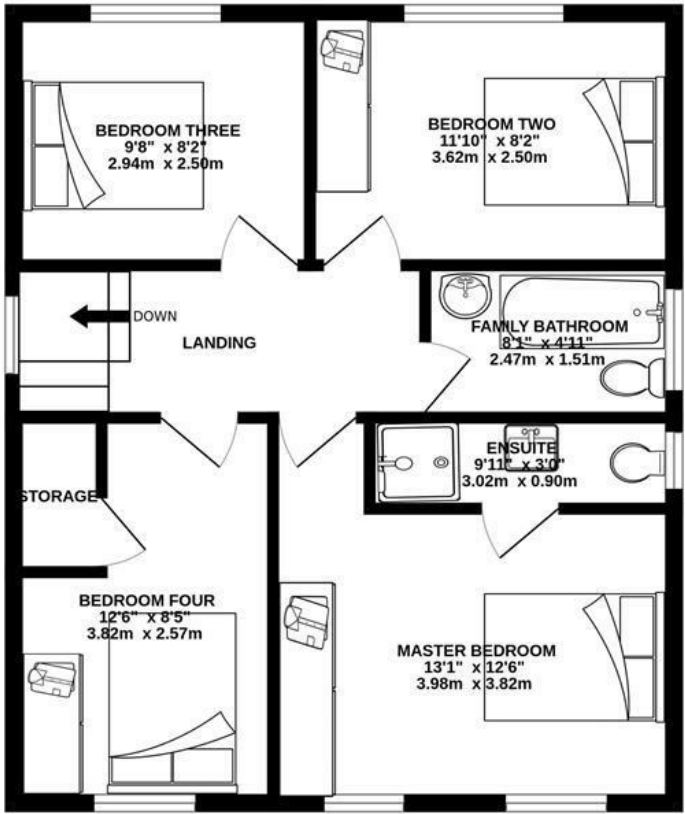 BEDROOM THREE
9'8" x 8'2"
2.94m x 2.50m
BEDROOM TWO
11'10" x 8'2"
3.62m x 2.50m
DOWN
LANDING
FAMILY BATHROOM
8'1" x 4'11"
2.47m x 1.51m
ENSUITE
9'11" x 3'0"
3.02m x 0.90m
STORAGE
BEDROOM FOUR
12'6" x 8'5"
3.82m x 2.57m
MASTER BEDROOM
13'1" x 12'6"
3.98m x 3.82m